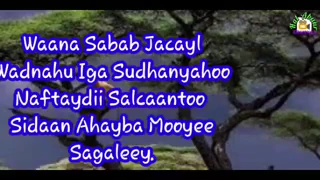 Waana Sabab Jacayl
Wadnahu Iga Sudhanyahoo
Naftaydii Salcaantoo
Sidaan Ahayba Mooyee
Sagaleey.